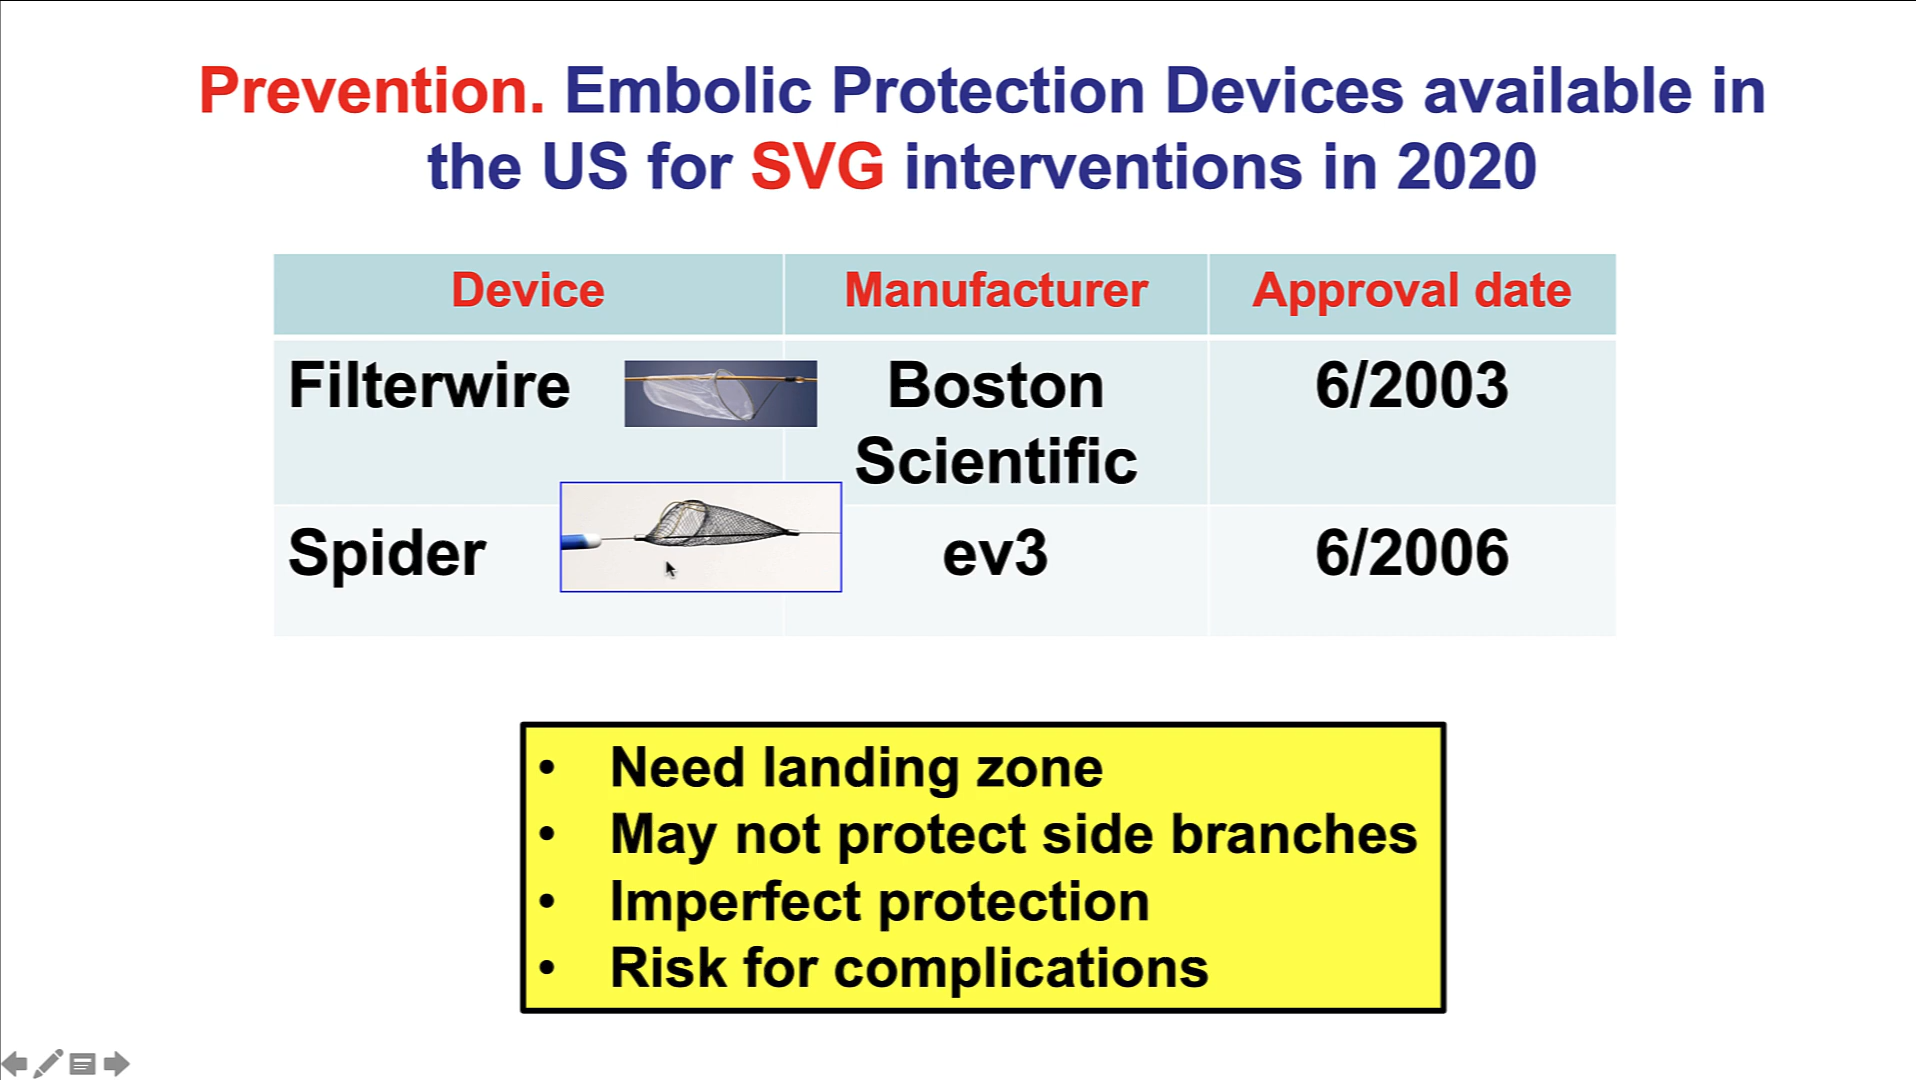 Prevention. Embolic Protection Devices available in
the US for SVG interventions in 2020
Device Manufacturer Approval date
Filterwire Boston Scientific 6/2003
Spider ev3 6/2006
• Need landing zone
• May not protect side branches
• Imperfect protection
• Risk for complications